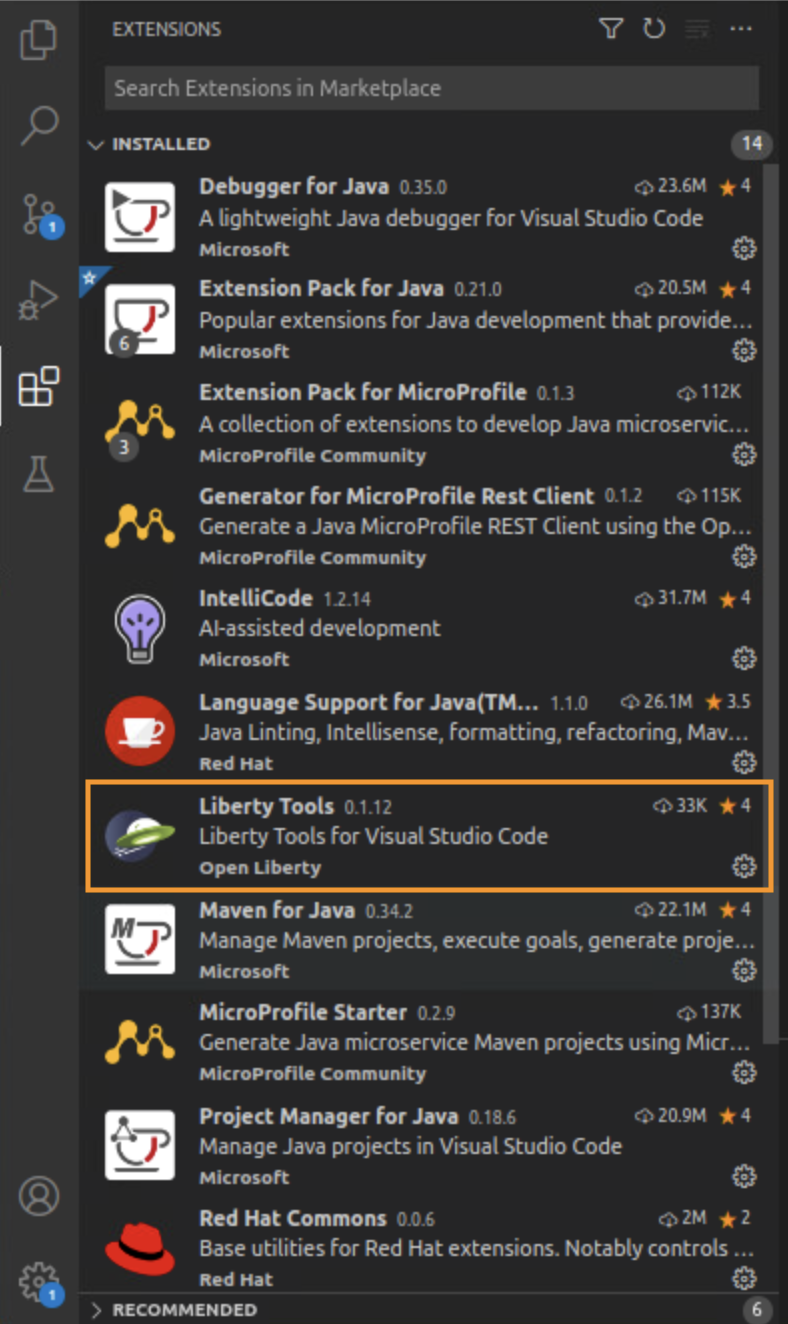 EXTENSIONS
Search Extensions in Marketplace
INSTALLED 14
Debugger for Java 0.35.0 23.6M 4
A lightweight Java debugger for Visual Studio Code
Microsoft
Extension Pack for Java 0.21.0 20.5M 4
Popular extensions for Java development that provide...
6 Microsoft
Extension Pack for MicroProfile 0.1.3 112K
A collection of extensions to develop Java microservic...
3 MicroProfile Community
Generator for MicroProfile Rest Client 0.1.2 115K
Generate a Java MicroProfile REST Client using the Op...
MicroProfile Community
IntelliCode 1.2.14 31.7M 4
AI-assisted development
Microsoft
Language Support for Java(TM... 1.1.0 26.1M 3.5
Java Linting, Intellisense, formatting, refactoring, Mav...
Red Hat
Liberty Tools 0.1.12 33K 4
Liberty Tools for Visual Studio Code
Open Liberty
Maven for Java 0.34.2 22.1M 4
M Manage Maven projects, execute goals, generate proje...
Microsoft
MicroProfile Starter 0.2.9 137K
Generate Java microservice Maven projects using Micr...
MicroProfile Community
Project Manager for Java 0.18.6 20.9M 4
Manage Java projects in Visual Studio Code
Microsoft
Red Hat Commons 0.0.6 2M 2
Base utilities for Red Hat extensions. Notably controls ...
Red Hat
RECOMMENDED 6
1
1